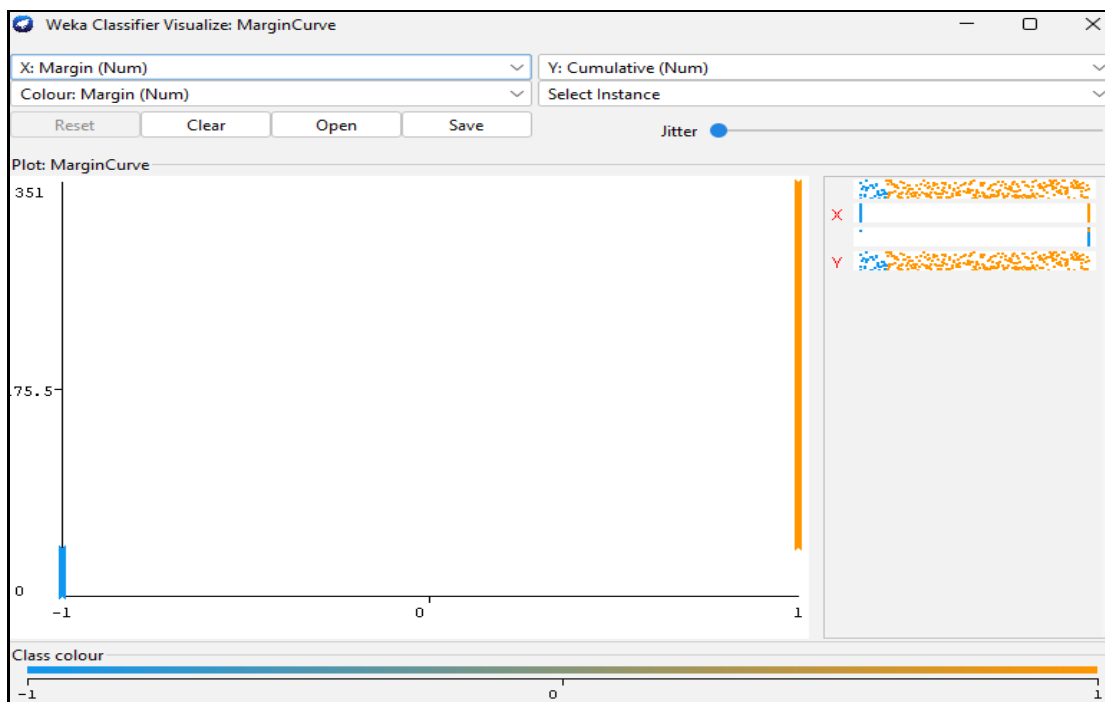 Weka Classifier Visualize: MarginCurve
X: Margin (Num) Y: Cumulative (Num)
Colour: Margin (Num) Select Instance
Reset Clear Open Save Jitter
Plot: MarginCurve
351
X
Y
75.5
0
-1 0 1
Class colour
-1 0 1